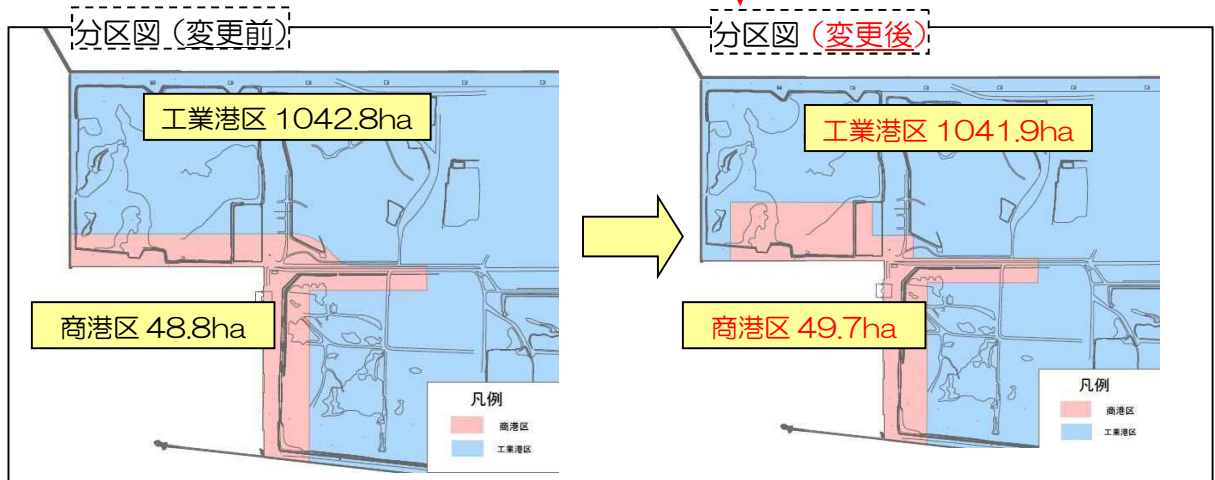 分区図（変更前）
工業港区 1042.8ha
商港区 48.8ha
凡例
商港区
工業港区
分区図（変更後）
工業港区 1041.9ha
商港区 49.7ha
凡例
商港区
工業港区